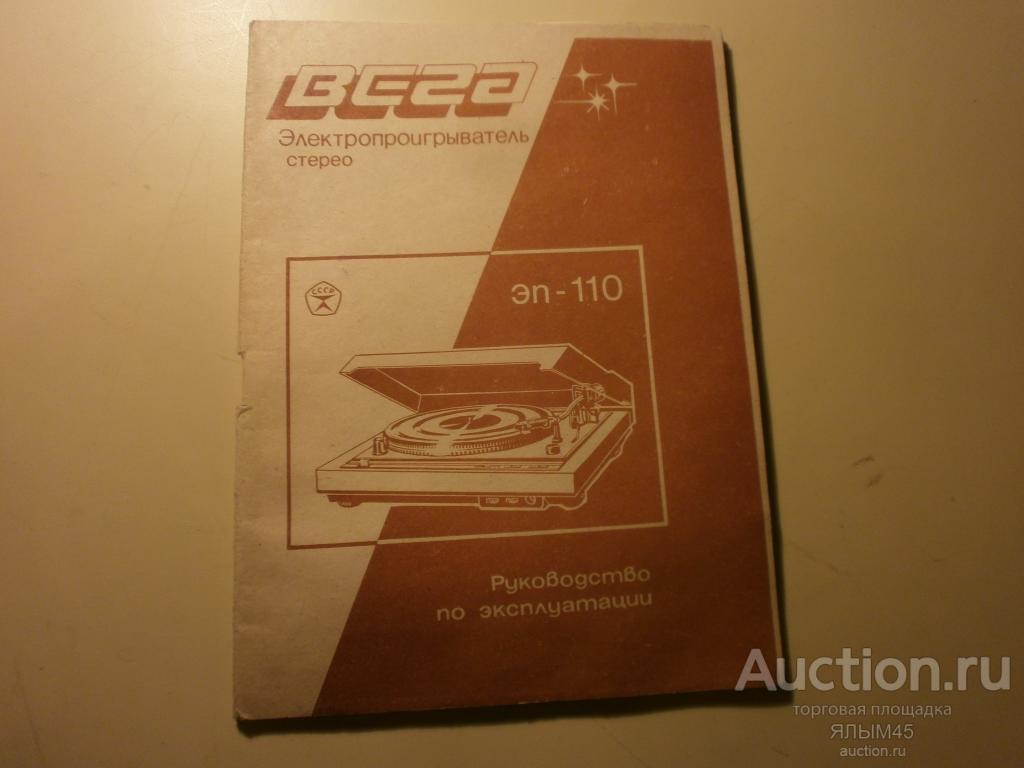 ВЕГА
Электропроигрыватель
стерео
СССР
эп-110
Руководство
по эксплуатации
Auction.ru
торговая площадка
ЯЛЫМ45
auction.ru